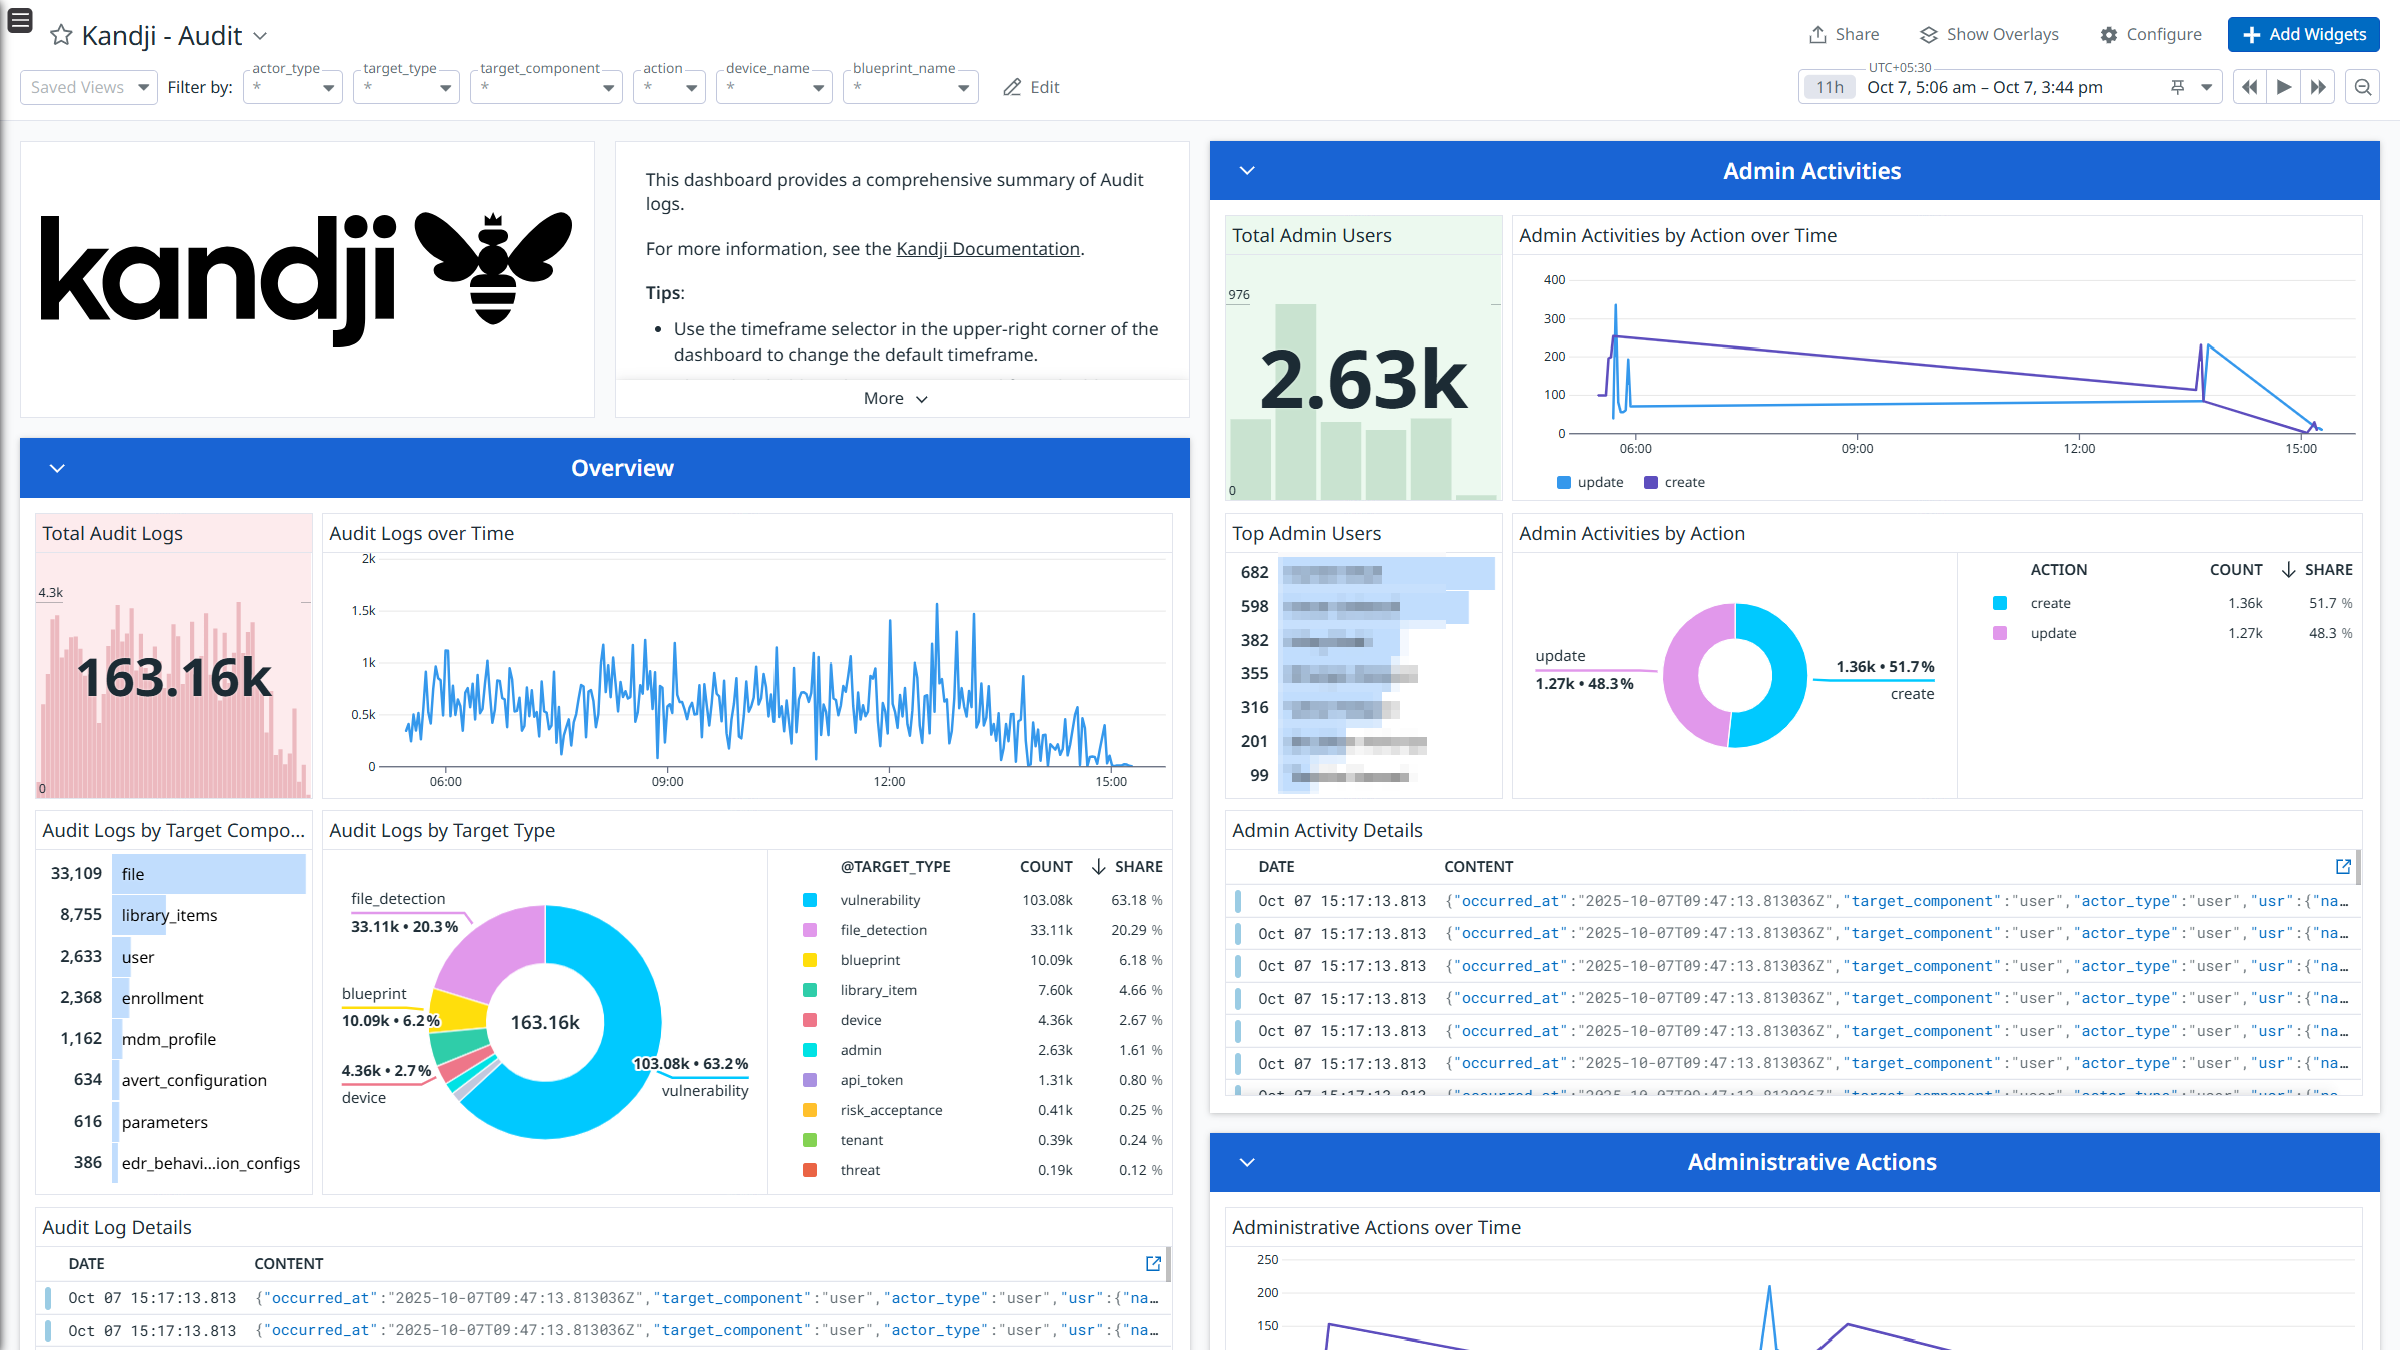 Kandji - Audit
Share
Show Overlays
Configure
Add Widgets
Saved Views
Filter by:
actor_type
*
target_type
*
target_component
*
action
*
device_name
*
blueprint_name
*
Edit
UTC+05:30
11h
Oct 7, 5:06 am – Oct 7, 3:44 pm
kandji
This dashboard provides a comprehensive summary of Audit
logs.
For more information, see the Kandji Documentation.
Tips:
• Use the timeframe selector in the upper-right corner of the
dashboard to change the default timeframe.
More
Overview
Total Audit Logs
4.3k
163.16k
0
Audit Logs over Time
2k
1.5k
1k
0.5k
0
06:00
09:00
12:00
15:00
Audit Logs by Target Compo...
33,109 file
8,755 library_items
2,633 user
2,368 enrollment
1,162 mdm_profile
634 avert_configuration
616 parameters
386 edr_behavi...ion_configs
Audit Logs by Target Type
file_detection
33.11k • 20.3%
blueprint
10.09k • 6.2%
4.36k • 2.7%
device
163.16k
103.08k • 63.2%
vulnerability
@TARGET_TYPE COUNT SHARE
vulnerability 103.08k 63.18 %
file_detection 33.11k 20.29 %
blueprint 10.09k 6.18 %
library_item 7.60k 4.66 %
device 4.36k 2.67 %
admin 2.63k 1.61 %
api_token 1.31k 0.80 %
risk_acceptance 0.41k 0.25 %
tenant 0.39k 0.24 %
threat 0.19k 0.12 %
Audit Log Details
DATE CONTENT
Oct 07 15:17:13.813 {"occurred_at":"2025-10-07T09:47:13.813036Z","target_component":"user","actor_type":"user","usr":{"na…
Oct 07 15:17:13.813 {"occurred_at":"2025-10-07T09:47:13.813036Z","target_component":"user","actor_type":"user","usr":{"na…
Admin Activities
Total Admin Users
976
2.63k
0
Admin Activities by Action over Time
400
300
200
100
0
06:00
09:00
12:00
15:00
update
create
Top Admin Users
682
598
382
355
316
201
99
Admin Activities by Action
update
1.27k • 48.3%
1.36k • 51.7%
create
ACTION COUNT SHARE
create 1.36k 51.7 %
update 1.27k 48.3 %
Admin Activity Details
DATE CONTENT
Oct 07 15:17:13.813 {"occurred_at":"2025-10-07T09:47:13.813036Z","target_component":"user","actor_type":"user","usr":{"na…
Oct 07 15:17:13.813 {"occurred_at":"2025-10-07T09:47:13.813036Z","target_component":"user","actor_type":"user","usr":{"na…
Oct 07 15:17:13.813 {"occurred_at":"2025-10-07T09:47:13.813036Z","target_component":"user","actor_type":"user","usr":{"na…
Oct 07 15:17:13.813 {"occurred_at":"2025-10-07T09:47:13.813036Z","target_component":"user","actor_type":"user","usr":{"na…
Oct 07 15:17:13.813 {"occurred_at":"2025-10-07T09:47:13.813036Z","target_component":"user","actor_type":"user","usr":{"na…
Oct 07 15:17:13.813 {"occurred_at":"2025-10-07T09:47:13.813036Z","target_component":"user","actor_type":"user","usr":{"na…
Administrative Actions
Administrative Actions over Time
250
200
150